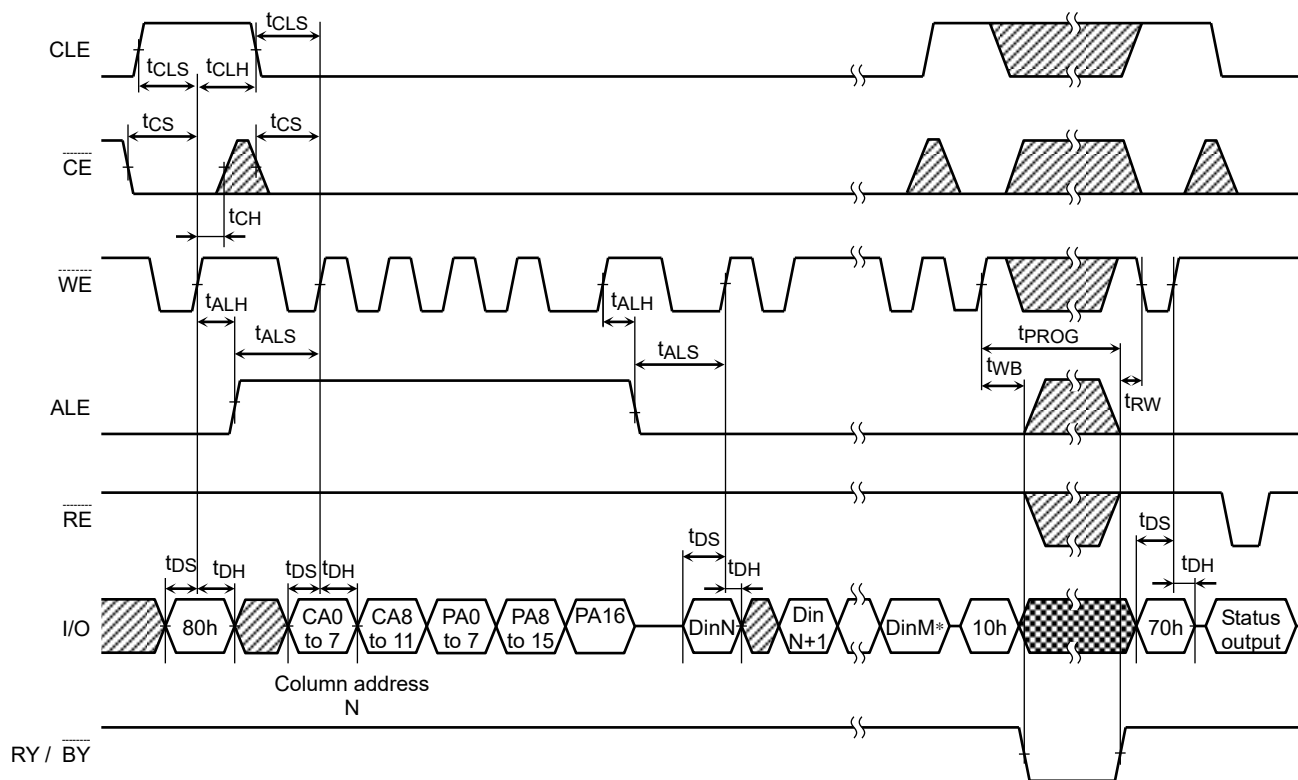 tCLS
CLE
tCLS tCLH
tCS tCS
CE
tCH
WE
tALH tALH
tALS tPROG
tALS tWB
ALE tRW
RE
tDS tDS
tDS tDH tDS tDH tDH tDH
I/O 80h CA0 to 7 CA8 to 11 PA0 to 7 PA8 to 15 PA16 DinN Din N+1 DinM* 10h 70h Status output
Column address
N
RY / BY